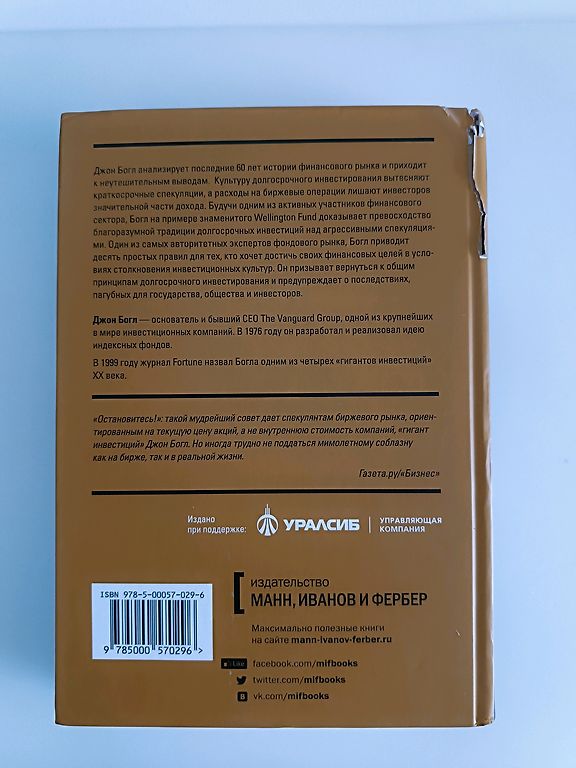 Джон Богл анализирует последние 60 лет истории финансового рынка и приходит
к неутешительным выводам. Культуру долгосрочного инвестирования вытесняют
краткосрочные спекуляции, а расходы на биржевые операции лишают инвесторов
значительной части дохода. Будучи одним из активных участников финансового
сектора, Богл на примере знаменитого Wellington Fund доказывает превосходство
благоразумной традиции долгосрочных инвестиций над агрессивными спекуляция-
ми. Один из самых авторитетных экспертов фондового рынка, Богл приводит
десять простых правил для тех, кто хочет достичь своих финансовых целей в усло-
виях столкновения инвестиционных культур. Он призывает вернуться к общим
принципам долгосрочного инвестирования и предупреждает о последствиях,
пагубных для государства, общества и инвесторов.
Джон Богл — основатель и бывший CEO The Vanguard Group, одной из крупнейших
в мире инвестиционных компаний. В 1976 году он разработал и реализовал идею
индексных фондов.
В 1999 году журнал Fortune назвал Богла одним из четырех «гигантов инвестиций»
XX века.
«Остановитесь!»: такой мудрейший совет дает спекулянтам биржевого рынка, ориен-
тированным на текущую цену акций, а не внутреннюю стоимость компаний, «гигант
инвестиций» Джон Богл. Но иногда трудно не поддаться мимолетному соблазну
как на бирже, так и в реальной жизни.
Газета.ру/«Бизнес»
Издано
при поддержке:
УРАЛСИБ
УПРАВЛЯЮЩАЯ
КОМПАНИЯ
издательство
МАНН, ИВАНОВ И ФЕРБЕР
Максимально полезные книги
на сайте mann-ivanov-ferber.ru
Like facebook.com/mifbooks
twitter.com/mifbooks
B vk.com/mifbooks
ISBN 978-5-00057-029-6
9 785000 570296 >